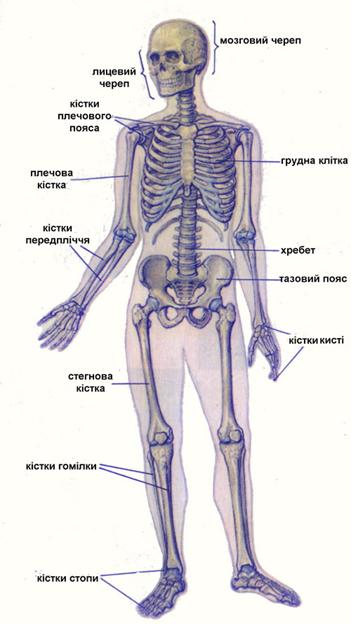 мозговий череп
лицевий
череп
кістки
плечового
пояса
грудна клітка
плечова
кістка
кістки
передпліччя
хребет
тазовий пояс
кістки кисті
стегнова
кістка
кістки гомілки
кістки стопи